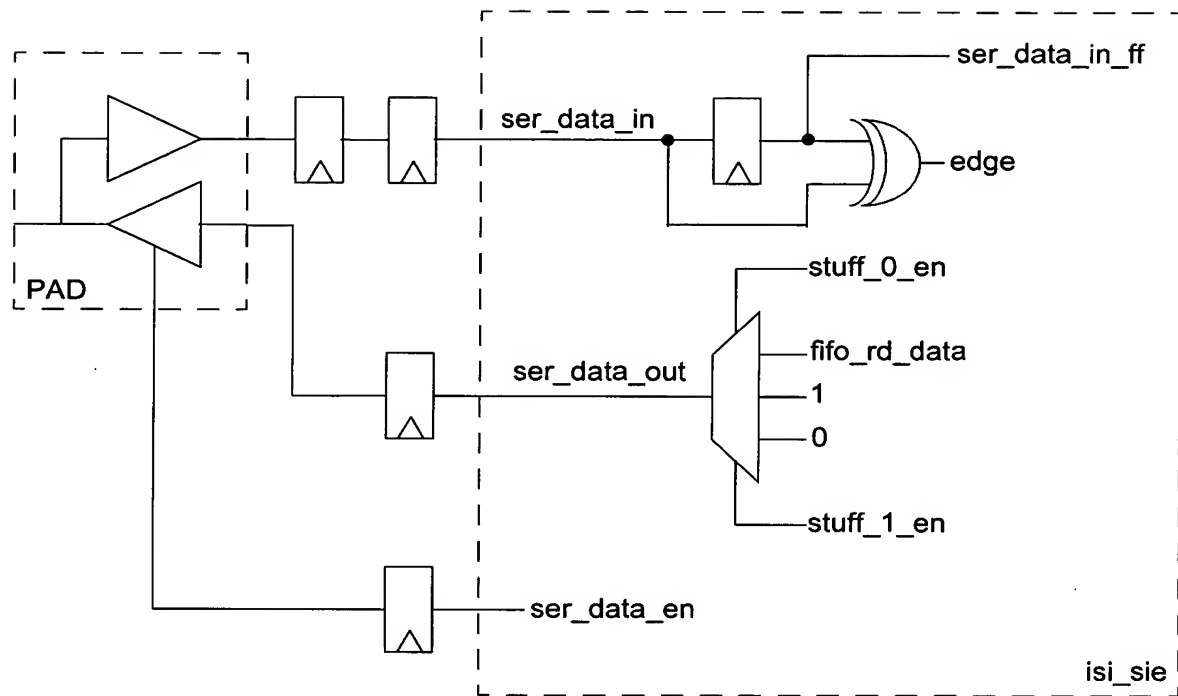 ser_data_in_ff
ser_data_in
edge
PAD
stuff_0_en
fifo_rd_data
ser_data_out
1
0
stuff_1_en
ser_data_en
isi_sie